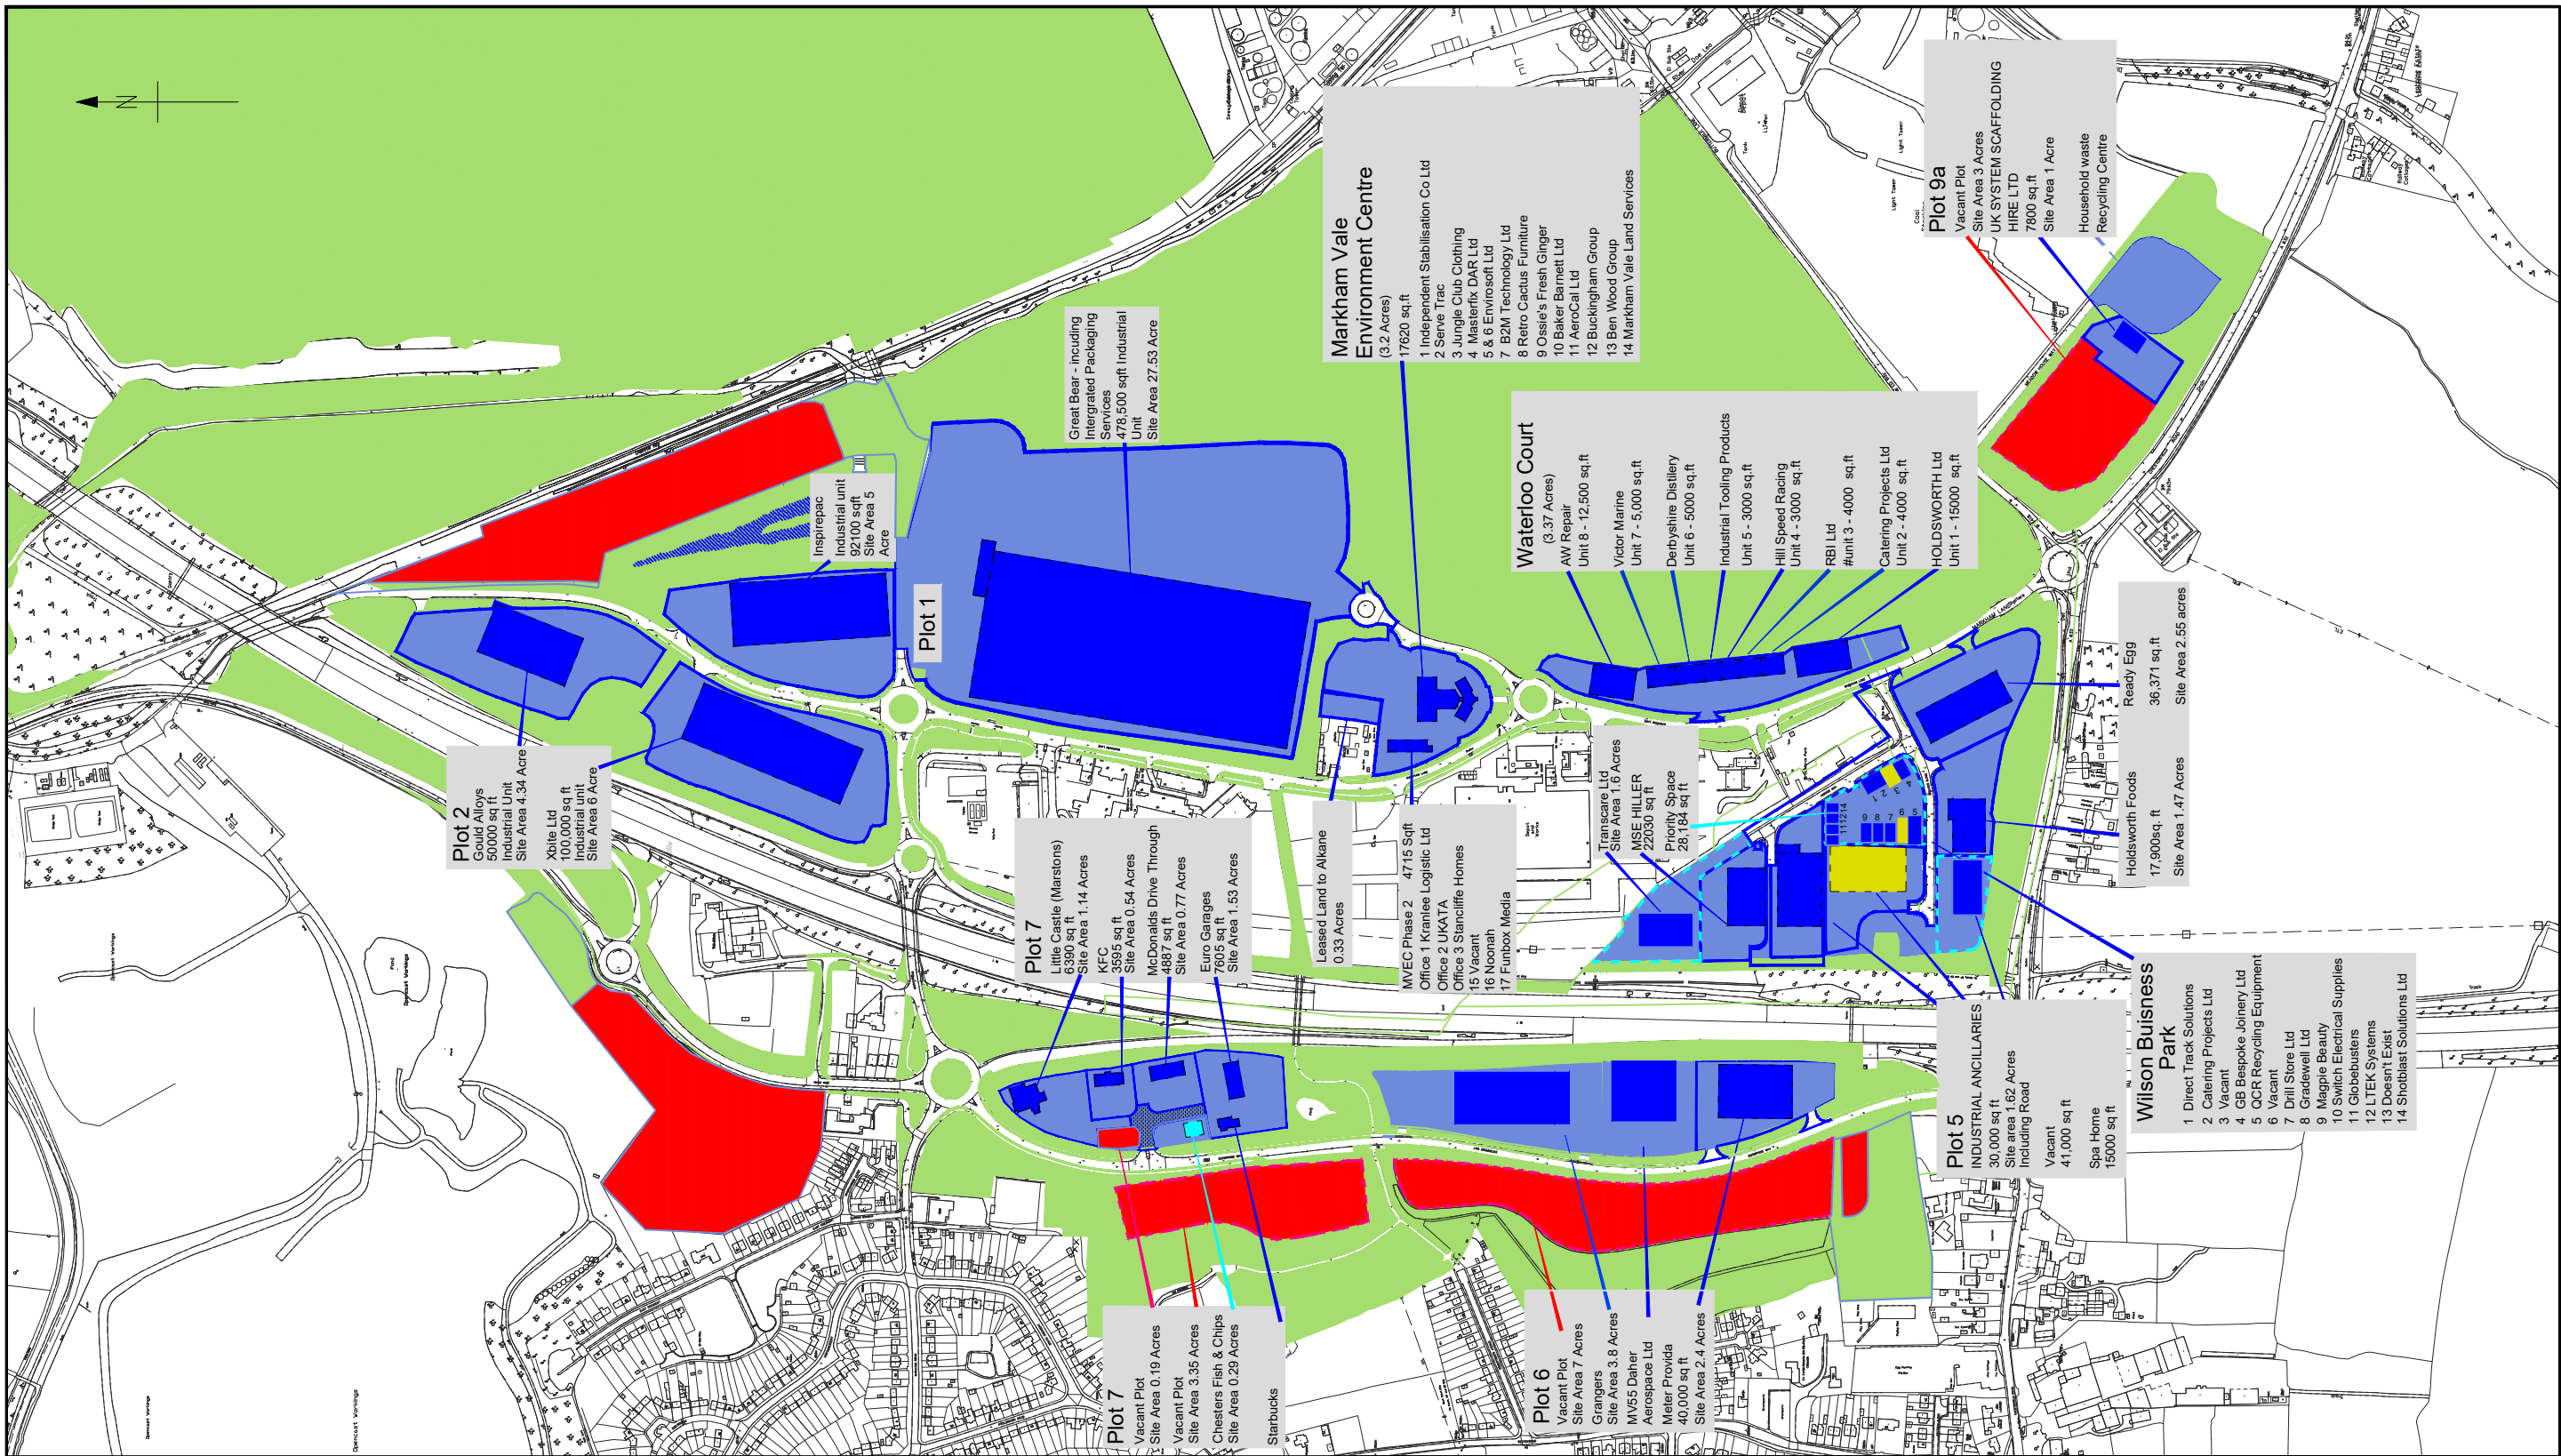 N
Plot 2
Gould Alloys
50000 sq ft
Industrial Unit
Site Area 4.34 Acre
Xbite Ltd
100,000 sq ft
Industrial unit
Site Area 6 Acre
Inspirepac
Industrial unit
92100 sqft
Site Area 5
Acre
Plot 1
Great Bear - incuding
Intergrated Packaging
Services
478,500 sqft Industrial
Unit
Site Area 27.53 Acre
Markham Vale
Environment Centre
(3.2 Acres)
17620 sq.ft
1 Independent Stabilisation Co Ltd
2 Serve Trac
3 Jungle Club Clothing
4 Masterfix DAR Ltd
5 & 6 Envirosoft Ltd
7 B2M Technology Ltd
8 Retro Cactus Furniture
9 Ossie's Fresh Ginger
10 Baker Barnett Ltd
11 AeroCal Ltd
12 Buckingham Group
13 Ben Wood Group
14 Markham Vale Land Services
Waterloo Court
(3.37 Acres)
AW Repair
Unit 8 - 12,500 sq.ft
Victor Marine
Unit 7 - 5,000 sq.ft
Derbyshire Distillery
Unit 6 - 5000 sq.ft
Industrial Tooling Products
Unit 5 - 3000 sq.ft
Hill Speed Racing
Unit 4 - 3000 sq.ft
RBI Ltd
#unit 3 - 4000 sq.ft
Catering Projects Ltd
Unit 2 - 4000 sq.ft
HOLDSWORTH Ltd
Unit 1 - 15000 sq.ft
Plot 9a
Vacant Plot
Site Area 3 Acres
UK SYSTEM SCAFFOLDING
HIRE LTD
7800 sq.ft
Site Area 1 Acre
Household waste
Recycling Centre
Plot 7
Little Castle (Marstons)
6390 sq ft
Site Area 1.14 Acres
KFC
3595 sq ft
Site Area 0.54 Acres
McDonalds Drive Through
4887 sq ft
Site Area 0.77 Acres
Euro Garages
7605 sq ft
Site Area 1.53 Acres
Leased Land to Alkane
0.33 Acres
MVEC Phase 2 4715 Sqft
Office 1 Kranlee Logistic Ltd
Office 2 UKATA
Office 3 Stancliffe Homes
15 Vacant
16 Noonah
17 Funbox Media
Transcare Ltd
Site Area 1.6 Acres
MSE HILLER
22030 sq ft
Priority Space
28,184 sq ft
Ready Egg
36,371 sq.ft
Site Area 2.55 acres
Holdsworth Foods
17,900sq. ft
Site Area 1.47 Acres
Plot 7
Vacant Plot
Site Area 0.19 Acres
Vacant Plot
Site Area 3.35 Acres
Chesters Fish & Chips
Site Area 0.29 Acres
Starbucks
Plot 6
Vacant Plot
Site Area 7 Acres
Grangers
Site Area 3.8 Acres
MV55 Daher
Aerospace Ltd
Meter Provida
40,000 sq ft
Site Area 2.4 Acres
Plot 5
INDUSTRIAL ANCILLARIES
30,000 sq ft
Site area 1.62 Acres
Including Road
Vacant
41,000 sq ft
Spa Home
15000 sq ft
Wilson Buisness
Park
1 Direct Track Solutions
2 Catering Projects Ltd
3 Vacant
4 GB Bespoke Joinery Ltd
5 QCR Recycling Equipment
6 Vacant
7 Drill Store Ltd
8 Gradewell Ltd
9 Magpie Beauty
10 Switch Electrical Supplies
11 Globebusters
12 LTEK Systems
13 Doesn't Exist
14 Shotblast Solutions Ltd